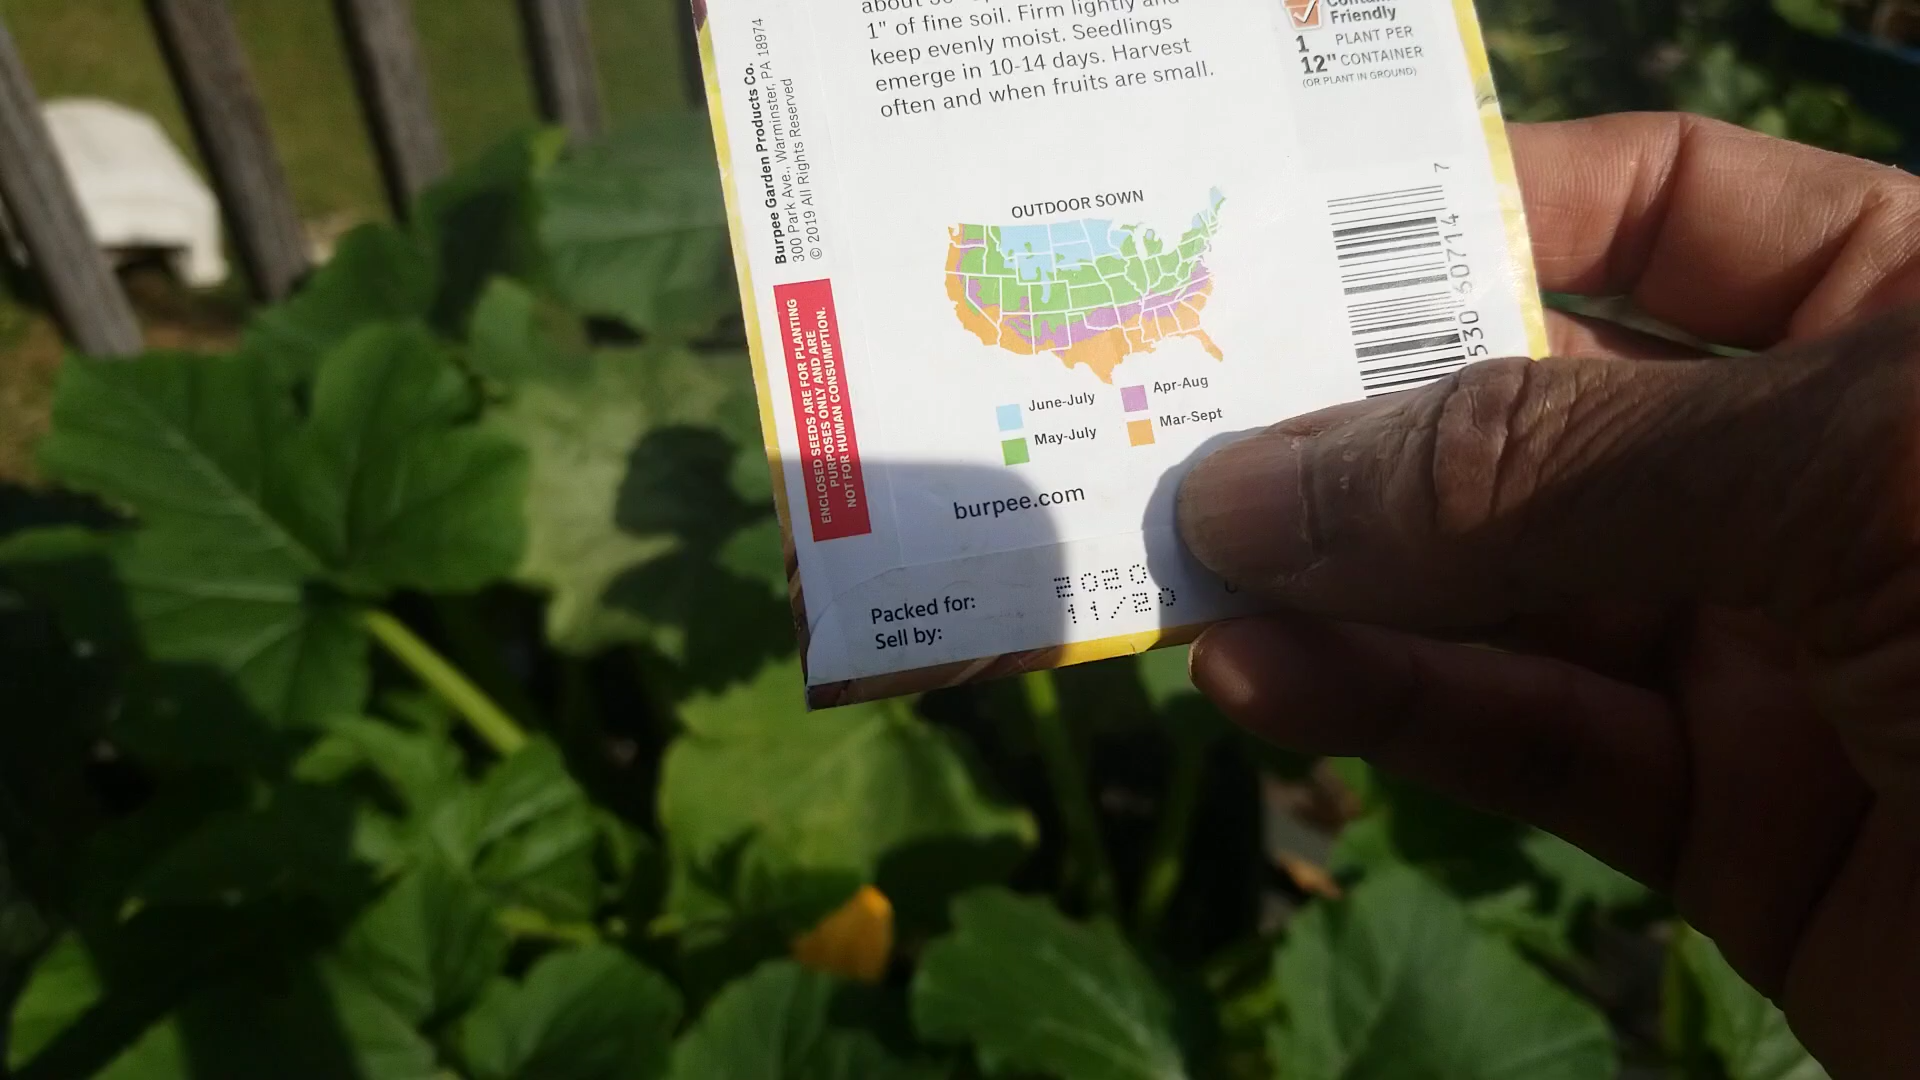 about
1" of fine soil. Firm lightly and
keep evenly moist. Seedlings
emerge in 10-14 days. Harvest
often and when fruits are small.
Friendly
1 PLANT PER
12" CONTAINER
(OR PLANT IN GROUND)
Burpee Garden Products Co.
300 Park Ave., Warminster, PA 18974
© 2019 All Rights Reserved
ENCLOSED SEEDS ARE FOR PLANTING
PURPOSES ONLY AND ARE
NOT FOR HUMAN CONSUMPTION.
OUTDOOR SOWN
June-July
Apr-Aug
May-July
Mar-Sept
burpee.com
Packed for: 2020
Sell by: 11/20
530 60714 7